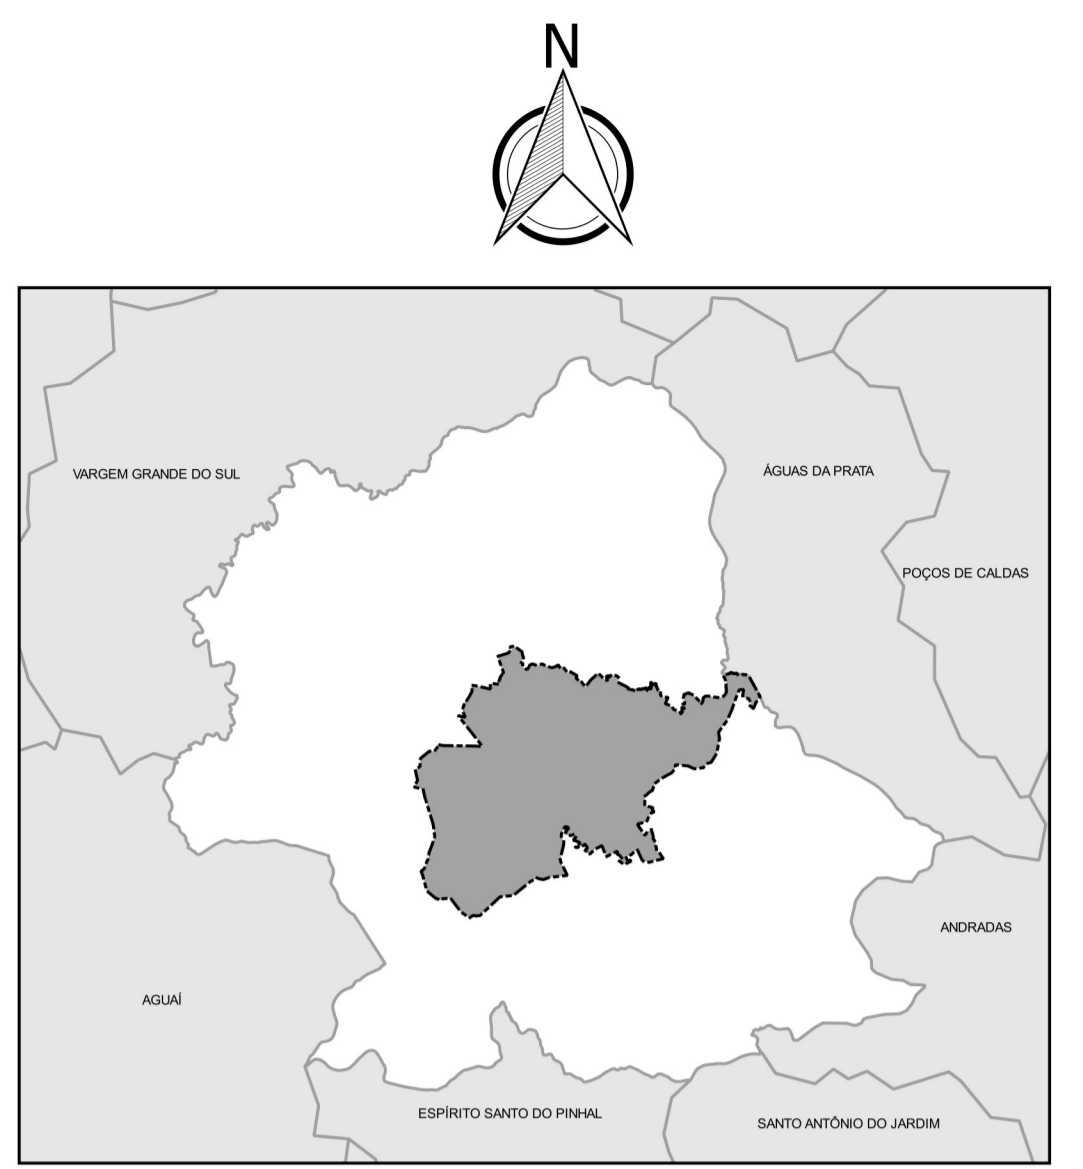 N
VARGEM GRANDE DO SUL
ÁGUAS DA PRATA
POÇOS DE CALDAS
ANDRADAS
AGUAÍ
ESPÍRITO SANTO DO PINHAL
SANTO ANTÔNIO DO JARDIM